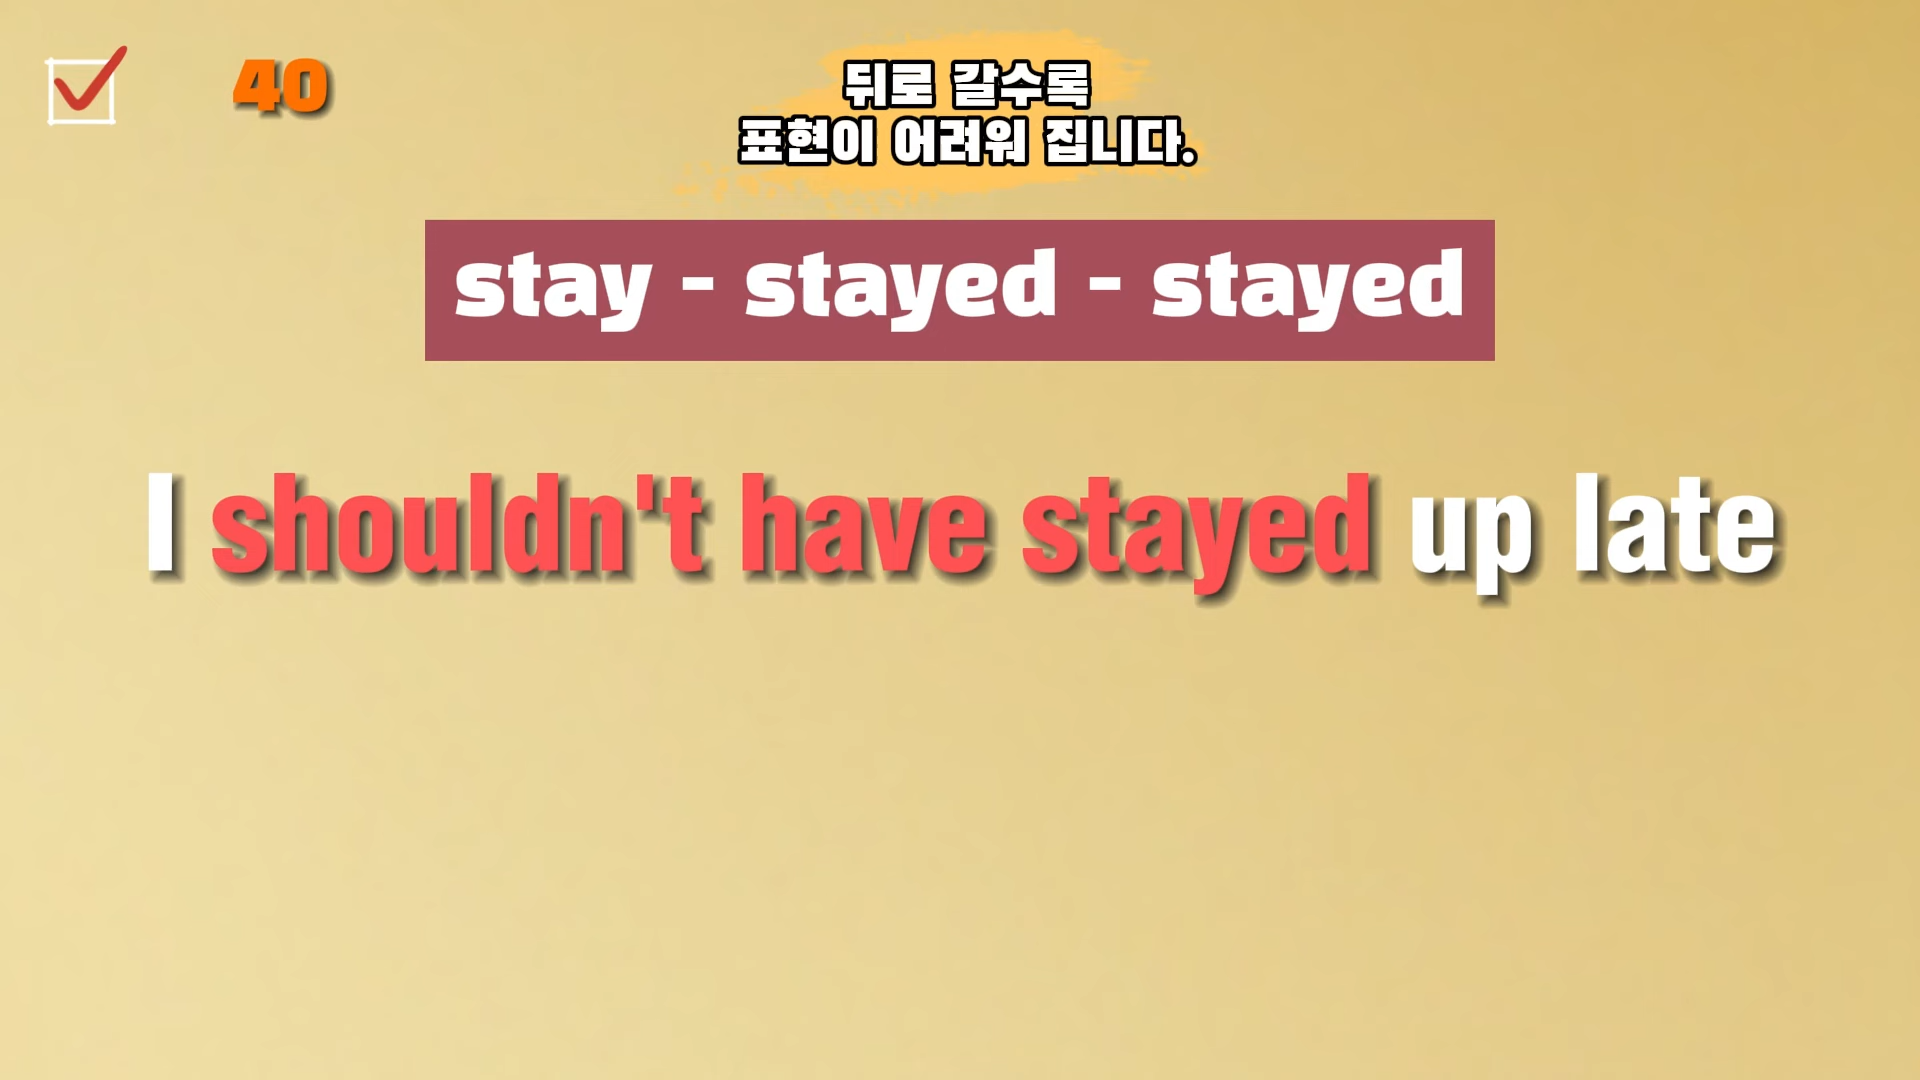 40
뒤로 갈수록
표현이 어려워 집니다.
stay - stayed - stayed
I shouldn't have stayed up late